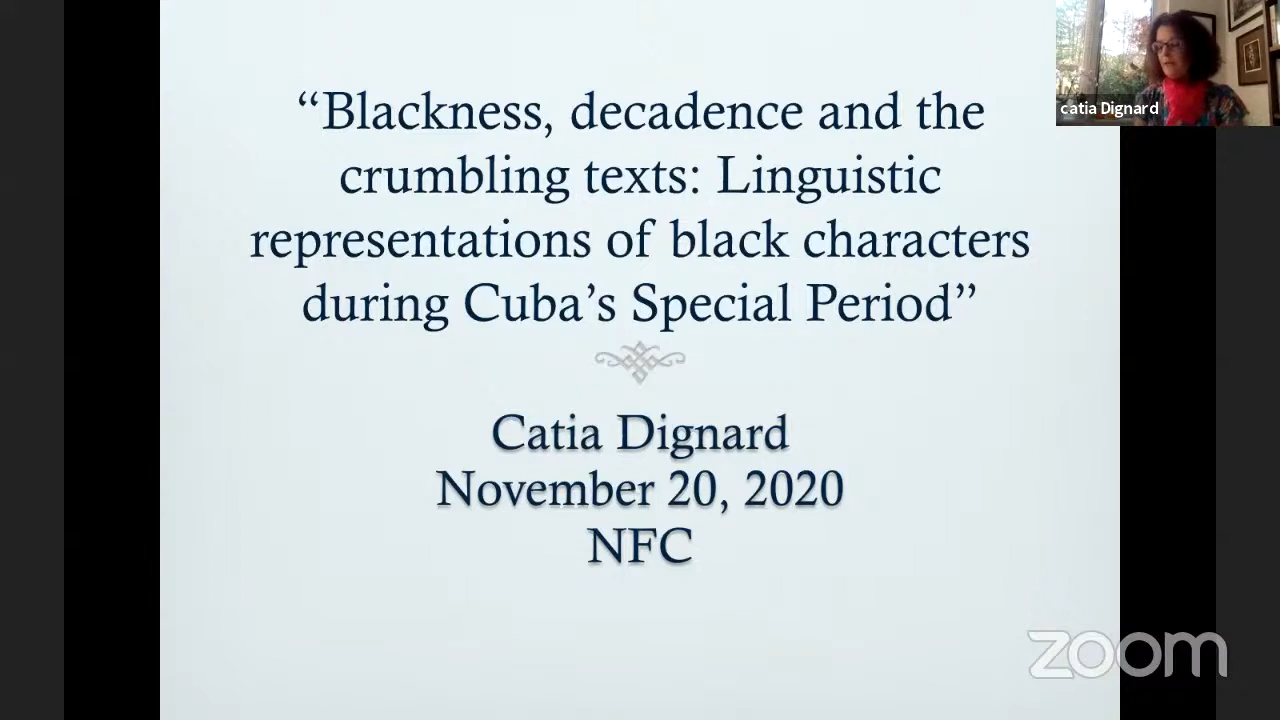 “Blackness, decadence and the
crumbling texts: Linguistic
representations of black characters
during Cuba’s Special Period”
Catia Dignard
November 20, 2020
NFC
catia Dignard
zoom